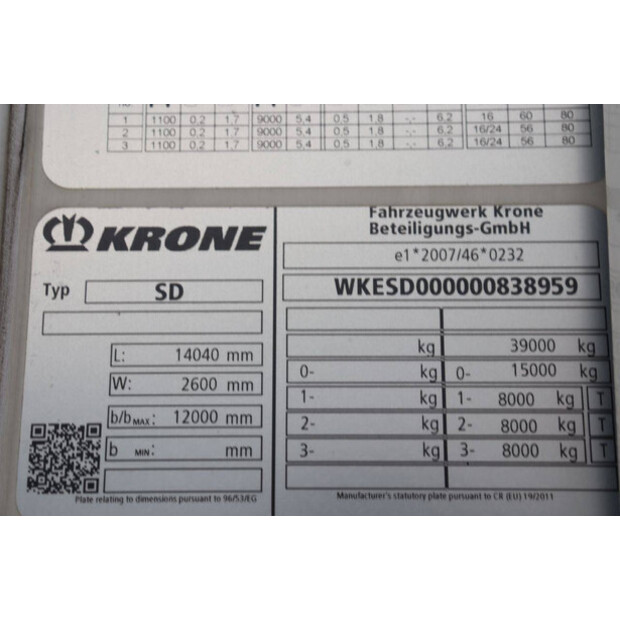 1 1100 0,2 1,7 9000 5,4 0,5 1,8 -,- 6,2 16 60 80
2 1100 0,2 1,7 9000 5,4 0,5 1,8 -,- 6,2 16/24 56 80
3 1100 0,2 1,7 9000 5,4 0,5 1,8 -,- 6,2 16/24 56 80
KRONE
Typ SD
L: 14040 mm
W: 2600 mm
b/bMAX: 12000 mm
b MIN: mm
Plate relating to dimensions pursuant to 96/53/EG
Fahrzeugwerk Krone
Beteiligungs-GmbH
e1*2007/46*0232
WKESD000000838959
kg 39000 kg
0- kg 0- 15000 kg
1- kg 1- 8000 kg T
2- kg 2- 8000 kg T
3- kg 3- 8000 kg T
Manufacturer's statutory plate pursuant to CR (EU) 19/2011